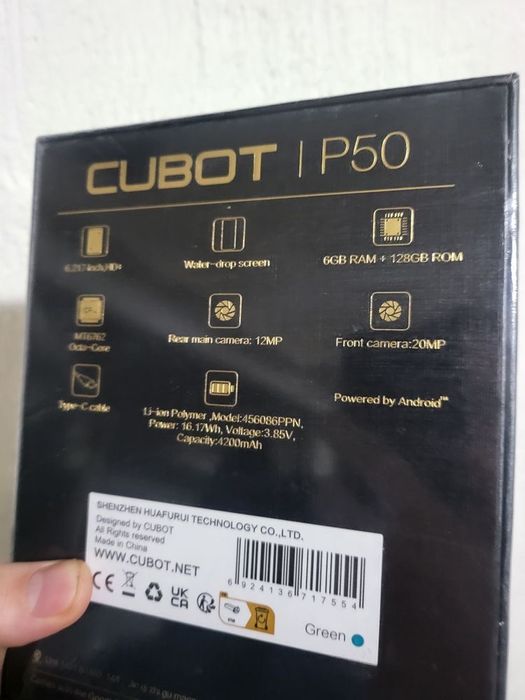 CUBOT | P50
6.217 inch,HD+
Water-drop screen
6GB RAM + 128GB ROM
MT6762
Octa-Core
Rear main camera: 12MP
Front camera:20MP
Type-C cable
Li-ion Polymer ,Model:456086PPN,
Power: 16.17Wh, Voltage:3.85V,
Capacity:4200mAh
Powered by Android™
SHENZHEN HUAFURUI TECHNOLOGY CO.,LTD.
Designed by CUBOT
All Rights reserved
Made in China
WWW.CUBOT.NET
CE
UK
CA
6 924136 717554
Green